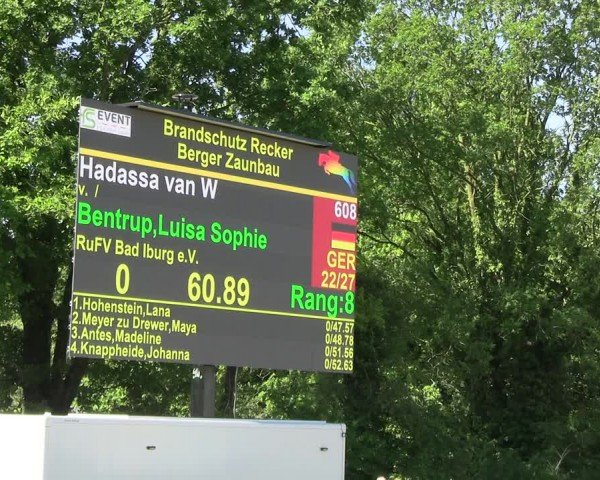 EVENT
Brandschutz Recker
Berger Zaunbau
Hadassa van W
608
v. /
Bentrup,Luisa Sophie
GER
RuFV Bad Iburg e.V.
22/27
0 60.89 Rang:8
1.Hohenstein,Lana 0/47.57
2.Meyer zu Drewer,Maya 0/48.78
3.Antes,Madeline 0/51.56
4.Knappheide,Johanna 0/52.63